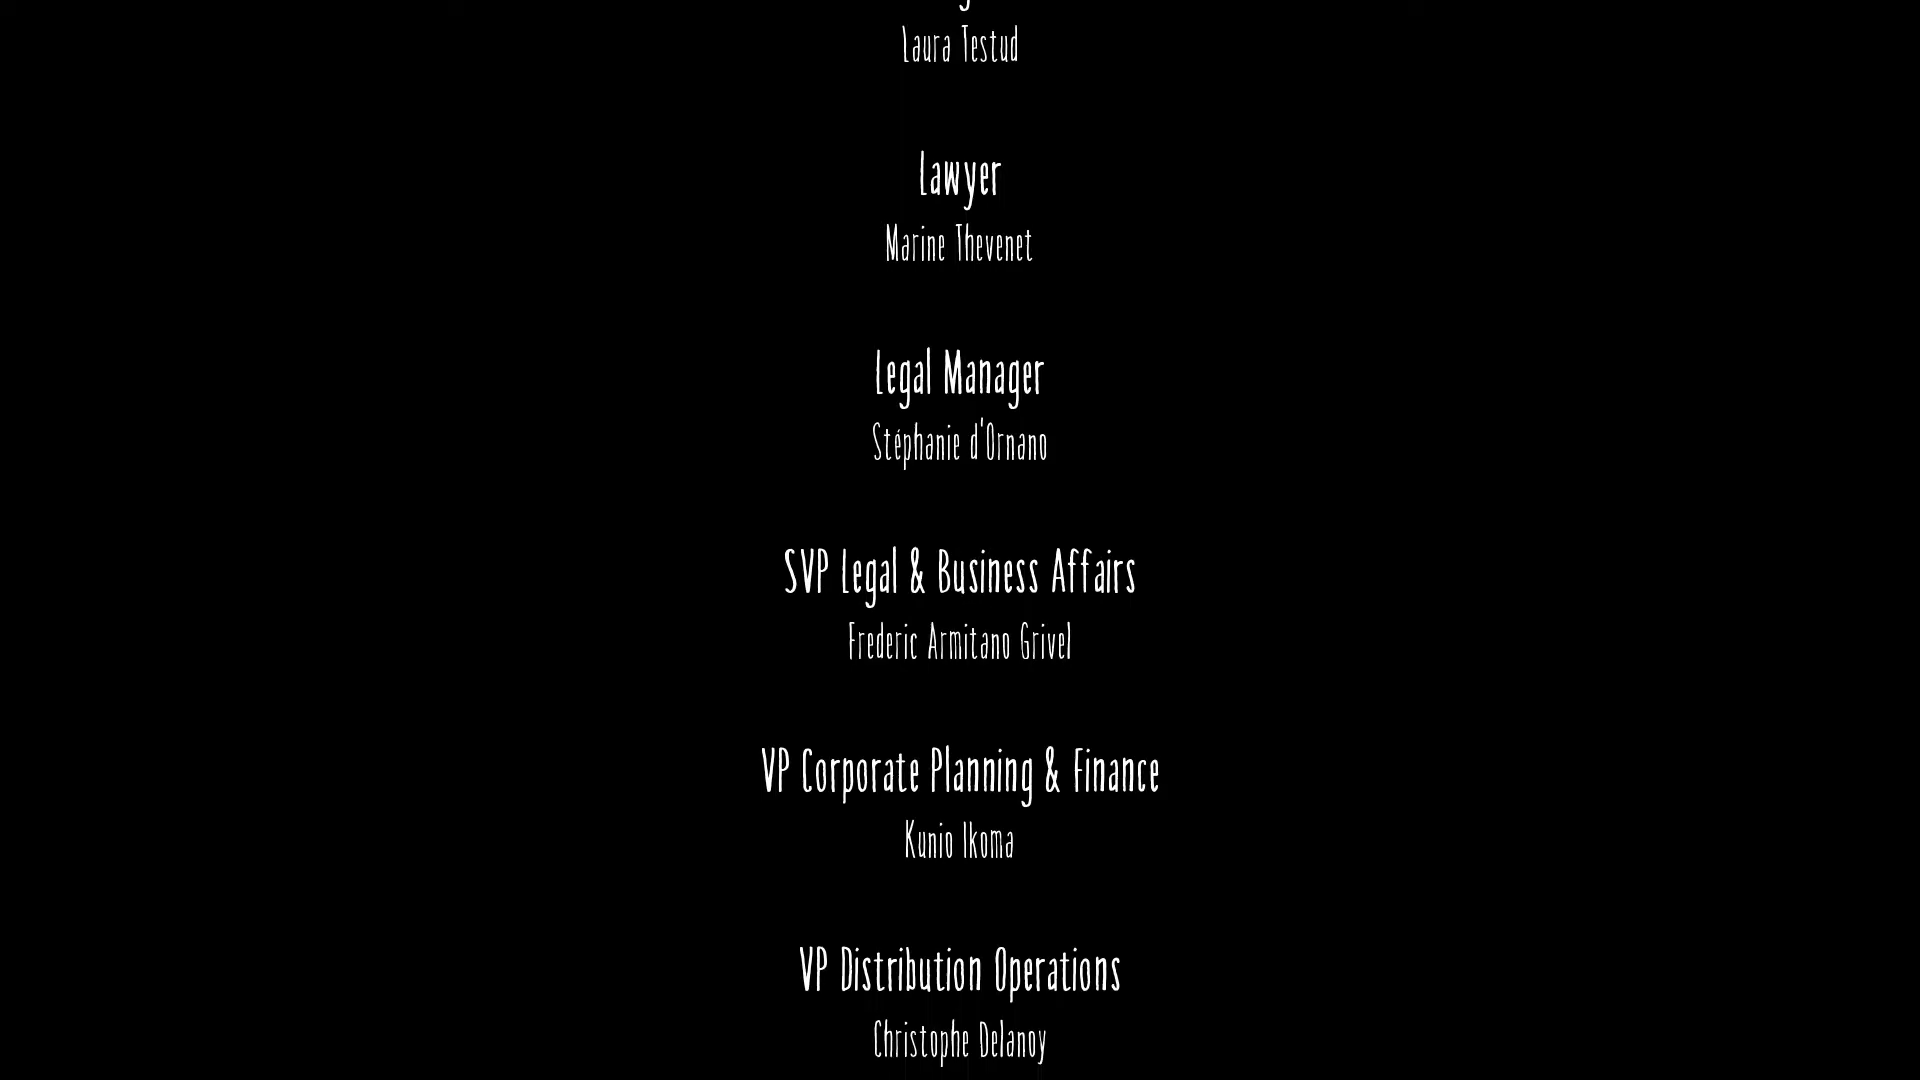 Laura Testud
Lawyer
Marine Thevenet
Legal Manager
Stéphanie d'Ornano
SVP Legal & Business Affairs
Frederic Armitano Grivel
VP Corporate Planning & Finance
Kunio Ikoma
VP Distribution Operations
Christophe Delanoy